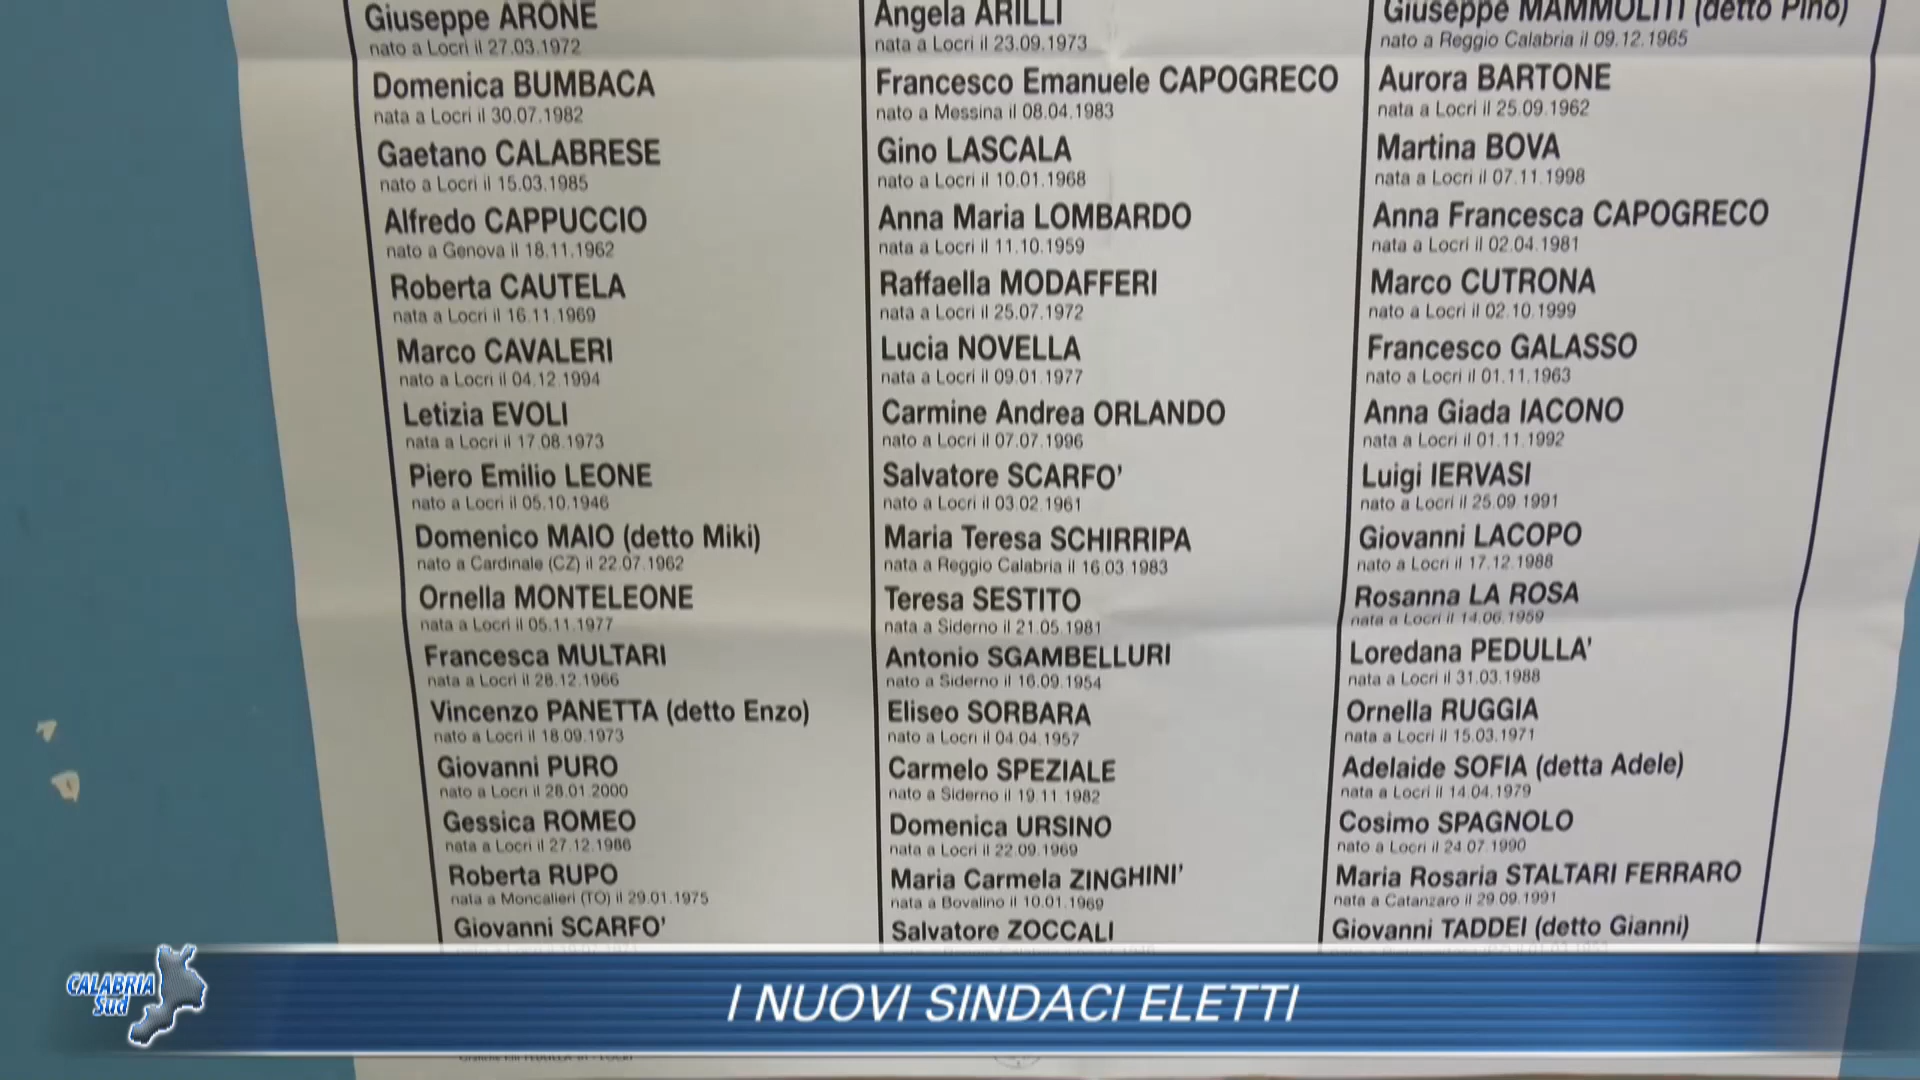 Giuseppe ARONE
nato a Locri il 27.03.1972
Domenica BUMBACA
nata a Locri il 30.07.1982
Gaetano CALABRESE
nato a Locri il 15.03.1985
Alfredo CAPPUCCIO
nato a Genova il 18.11.1962
Roberta CAUTELA
nata a Locri il 16.11.1969
Marco CAVALERI
nato a Locri il 04.12.1994
Letizia EVOLI
nata a Locri il 17.08.1973
Piero Emilio LEONE
nato a Locri il 05.10.1946
Domenico MAIO (detto Miki)
nato a Cardinale (CZ) il 22.07.1962
Ornella MONTELEONE
nata a Locri il 05.11.1977
Francesca MULTARI
nata a Locri il 28.12.1966
Vincenzo PANETTA (detto Enzo)
nato a Locri il 18.09.1973
Giovanni PURO
nato a Locri il 28.01.2000
Gessica ROMEO
nata a Locri il 27.12.1986
Roberta RUPO
nata a Moncalieri (TO) il 29.01.1975
Giovanni SCARFO'
Angela ARILLI
nata a Locri il 23.09.1973
Francesco Emanuele CAPOGRECO
nato a Messina il 08.04.1983
Gino LASCALA
nato a Locri il 10.01.1968
Anna Maria LOMBARDO
nata a Locri il 11.10.1959
Raffaella MODAFFERI
nata a Locri il 25.07.1972
Lucia NOVELLA
nata a Locri il 09.01.1977
Carmine Andrea ORLANDO
nato a Locri il 07.07.1996
Salvatore SCARFO'
nato a Locri il 03.02.1961
Maria Teresa SCHIRRIPA
nata a Reggio Calabria il 16.03.1983
Teresa SESTITO
nata a Siderno il 21.05.1981
Antonio SGAMBELLURI
nato a Siderno il 16.09.1954
Eliseo SORBARA
nato a Locri il 04.04.1957
Carmelo SPEZIALE
nato a Siderno il 19.11.1982
Domenica URSINO
nata a Locri il 22.09.1969
Maria Carmela ZINGHINI'
nata a Bovalino il 10.01.1969
Salvatore ZOCCALI
Giuseppe MAMMOLITI (detto Pino)
nato a Reggio Calabria il 09.12.1965
Aurora BARTONE
nata a Locri il 25.09.1962
Martina BOVA
nata a Locri il 07.11.1998
Anna Francesca CAPOGRECO
nata a Locri il 02.04.1981
Marco CUTRONA
nato a Locri il 02.10.1999
Francesco GALASSO
nato a Locri il 01.11.1963
Anna Giada IACONO
nata a Locri il 01.11.1992
Luigi IERVASI
nato a Locri il 25.09.1991
Giovanni LACOPO
nato a Locri il 17.12.1988
Rosanna LA ROSA
nata a Locri il 14.06.1959
Loredana PEDULLA'
nata a Locri il 31.03.1988
Ornella RUGGIA
nata a Locri il 15.03.1971
Adelaide SOFIA (detta Adele)
nata a Locri il 14.04.1979
Cosimo SPAGNOLO
nato a Locri il 24.07.1990
Maria Rosaria STALTARI FERRARO
nata a Catanzaro il 29.09.1991
Giovanni TADDEI (detto Gianni)
CALABRIA
Sud
I NUOVI SINDACI ELETTI